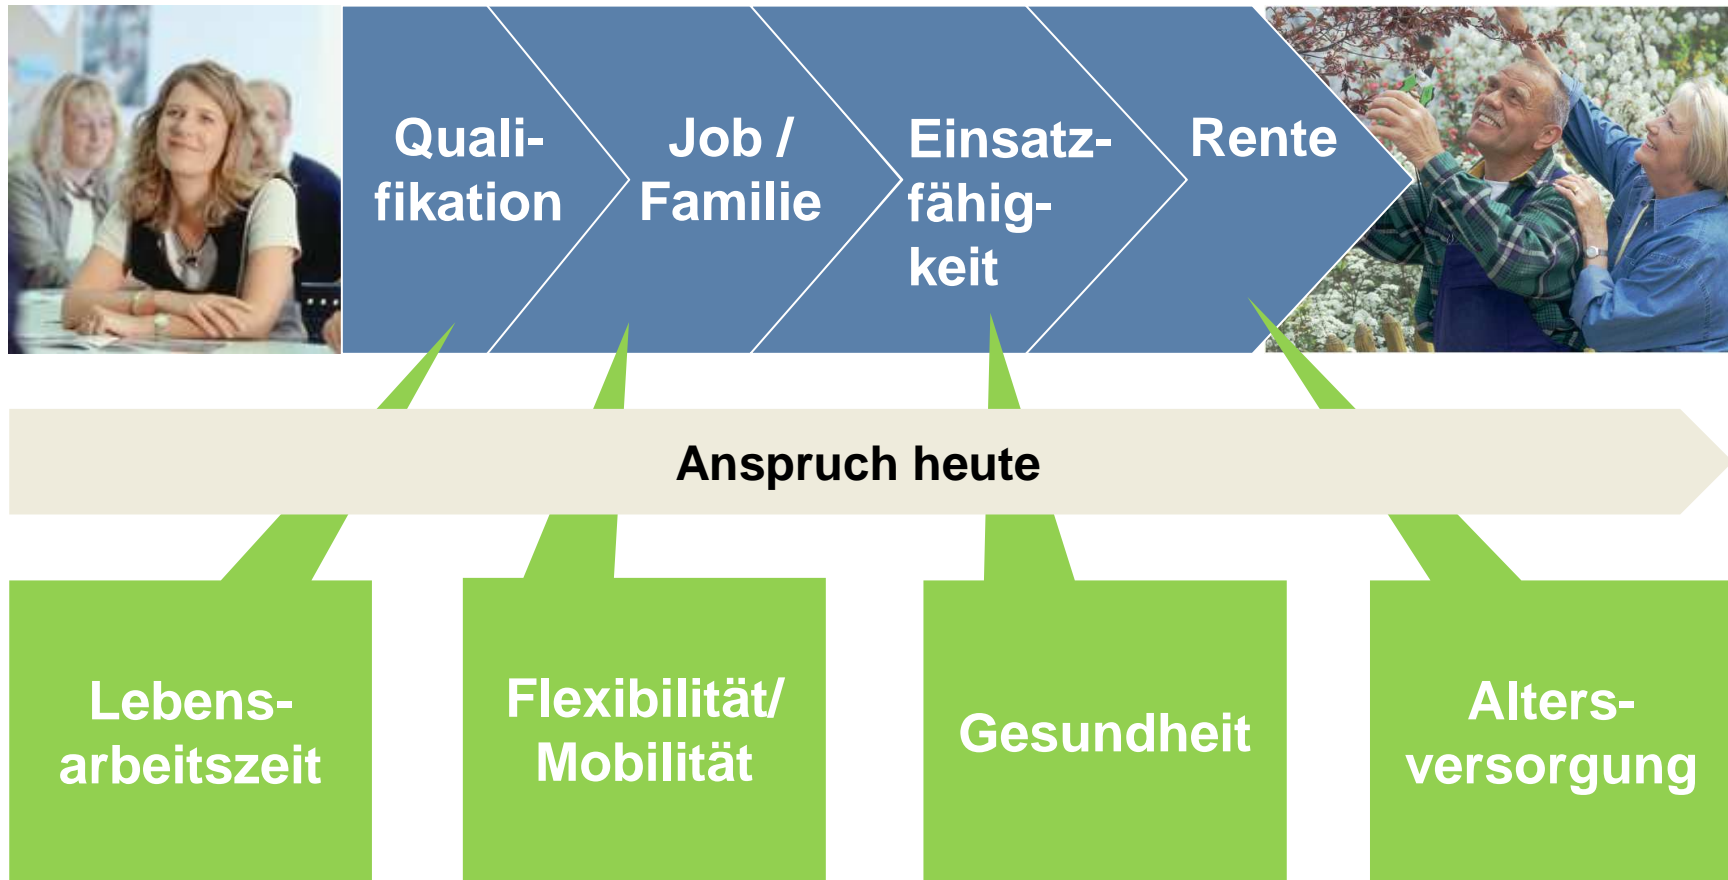 Quali-
fikation
Job /
Familie
Einsatz-
fähig-
keit
Rente
Anspruch heute
Lebens-
arbeitszeit
Flexibilität/
Mobilität
Gesundheit
Alters-
versorgung